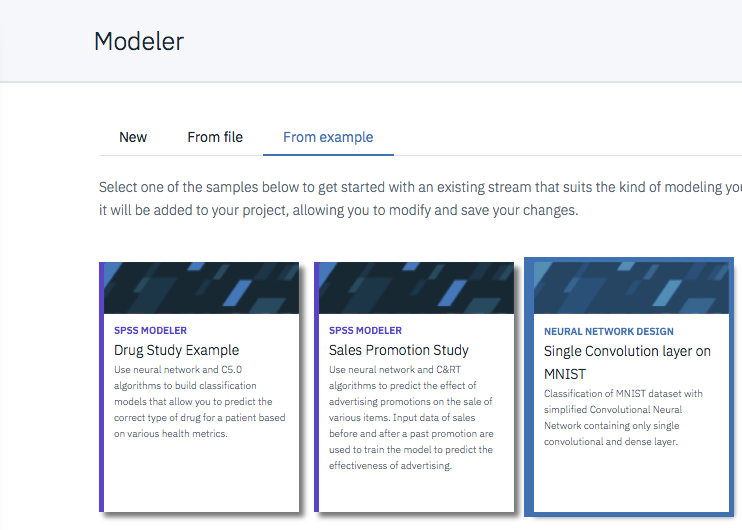 Modeler
New From file From example
Select one of the samples below to get started with an existing stream that suits the kind of modeling
it will be added to your project, allowing you to modify and save your changes.
SPSS MODELER
Drug Study Example
Use neural network and C5.0
algorithms to build classification
models that allow you to predict the
correct type of drug for a patient based
on various health metrics.
SPSS MODELER
Sales Promotion Study
Use neural network and C&RT
algorithms to predict the effect of
advertising promotions on the sale of
various items. Input data of sales
before and after a past promotion are
used to train the model to predict the
effectiveness of advertising.
NEURAL NETWORK DESIGN
Single Convolution layer on
MNIST
Classification of MNIST dataset with
simplified Convolutional Neural
Network containing only single
convolutional and dense layer.